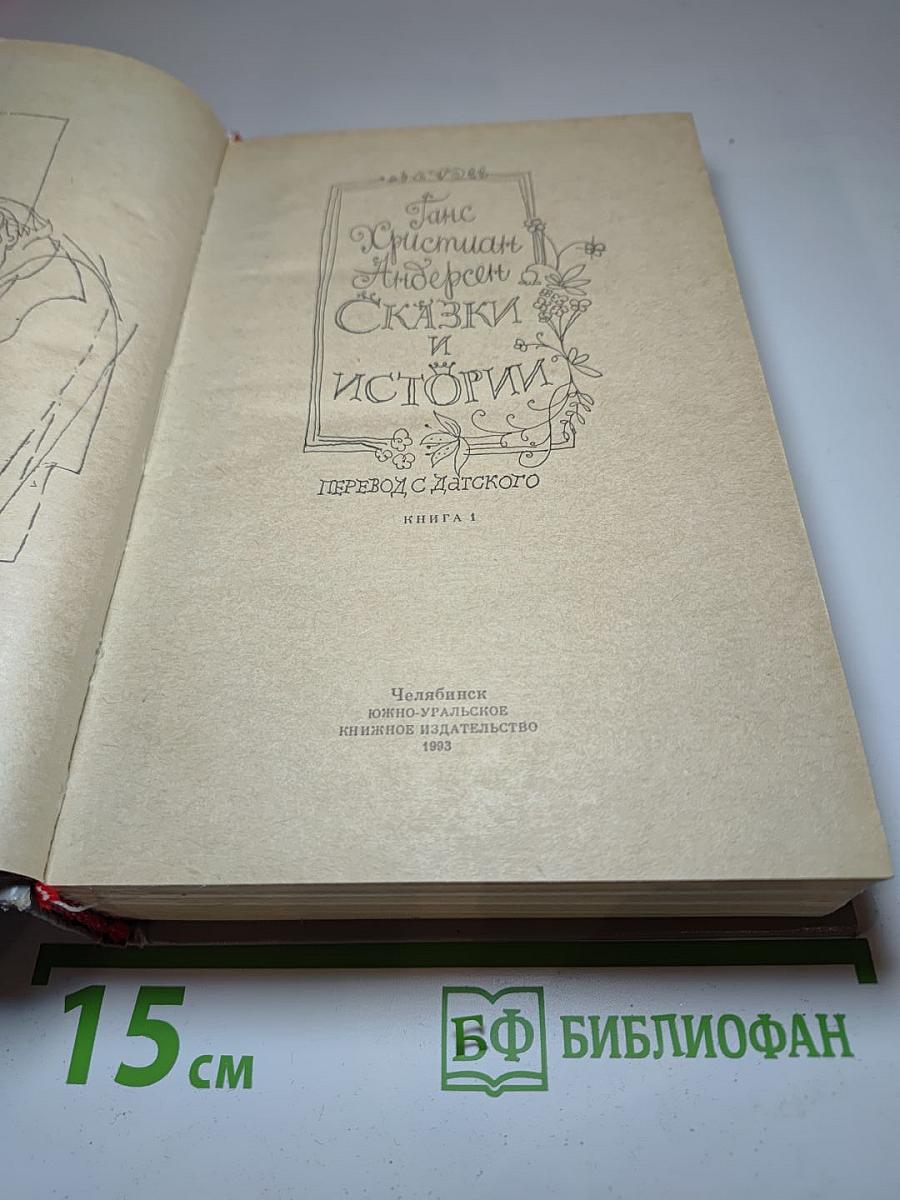 Ганс
Христиан
Андерсен
СКАЗКИ
И
ИСТОРИИ
ПЕРЕВОД С ДАТСКОГО
КНИГА 1
Челябинск
ЮЖНО-УРАЛЬСКОЕ
КНИЖНОЕ ИЗДАТЕЛЬСТВО
1993
15 см
БФ БИБЛИОФАН